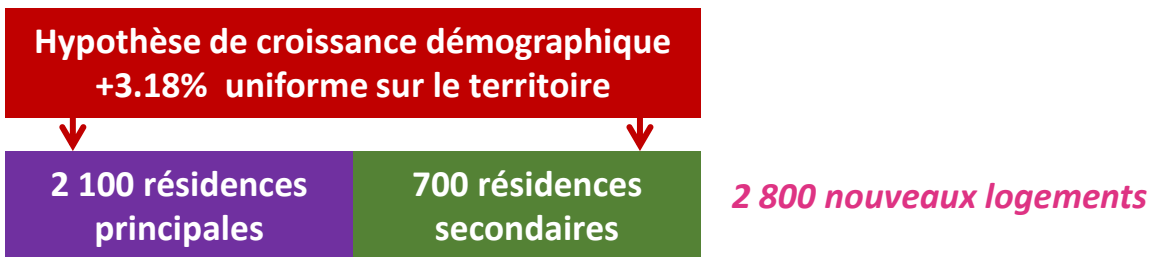 Hypothèse de croissance démographique
+3.18% uniforme sur le territoire
2 100 résidences
principales
700 résidences
secondaires
2 800 nouveaux logements